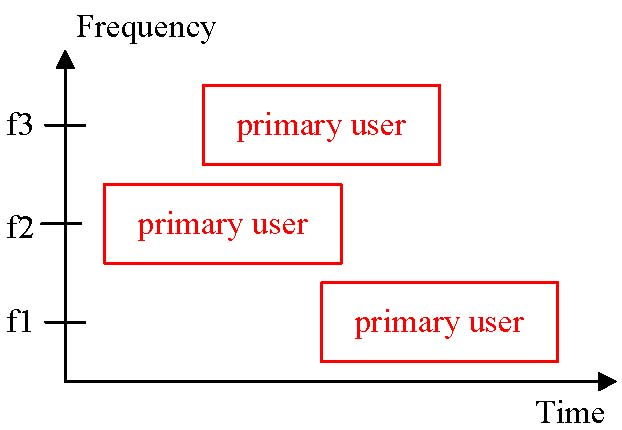 Frequency
f3
primary user
f2
primary user
f1
primary user
Time